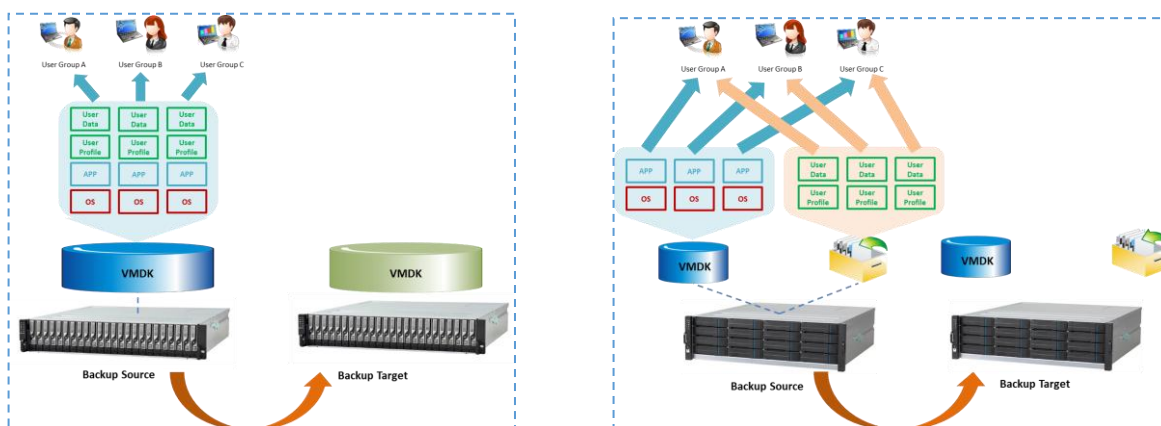 User Group A
User Group B
User Group C
User Data
User Data
User Data
User Profile
User Profile
User Profile
APP
APP
APP
OS
OS
OS
VMDK
VMDK
Backup Source
Backup Target
User Group A
User Group B
User Group C
APP
APP
APP
User Data
User Data
User Data
OS
OS
OS
User Profile
User Profile
User Profile
VMDK
VMDK
Backup Source
Backup Target